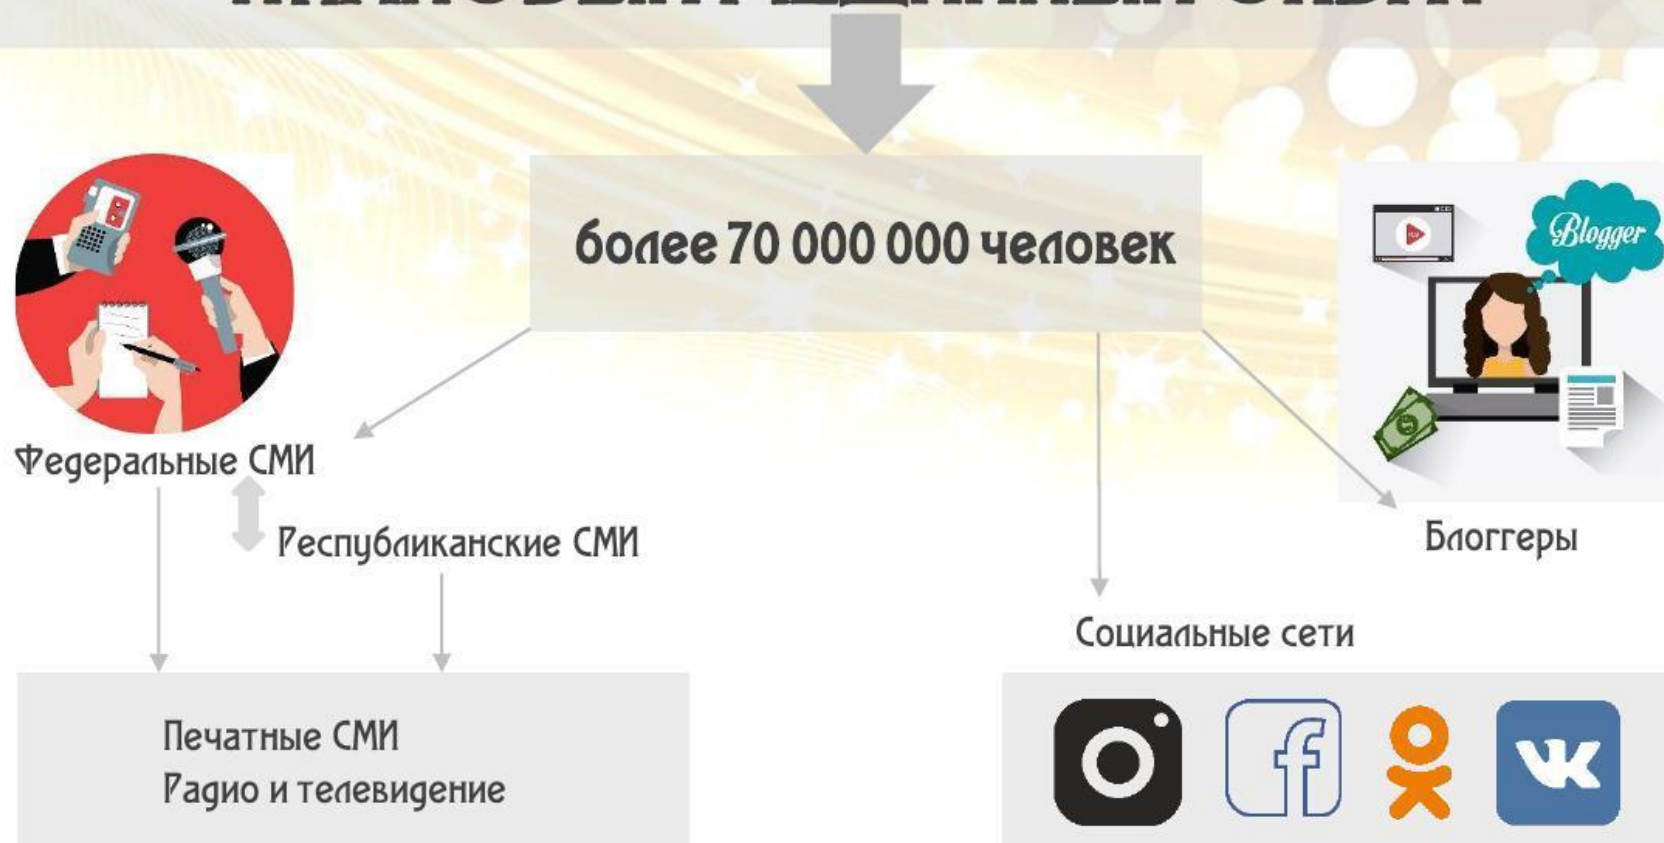 более 70 000 000 человек
Blogger
Федеральные СМИ
Республиканские СМИ
Блоггеры
Социальные сети
Печатные СМИ
Радио и телевидение